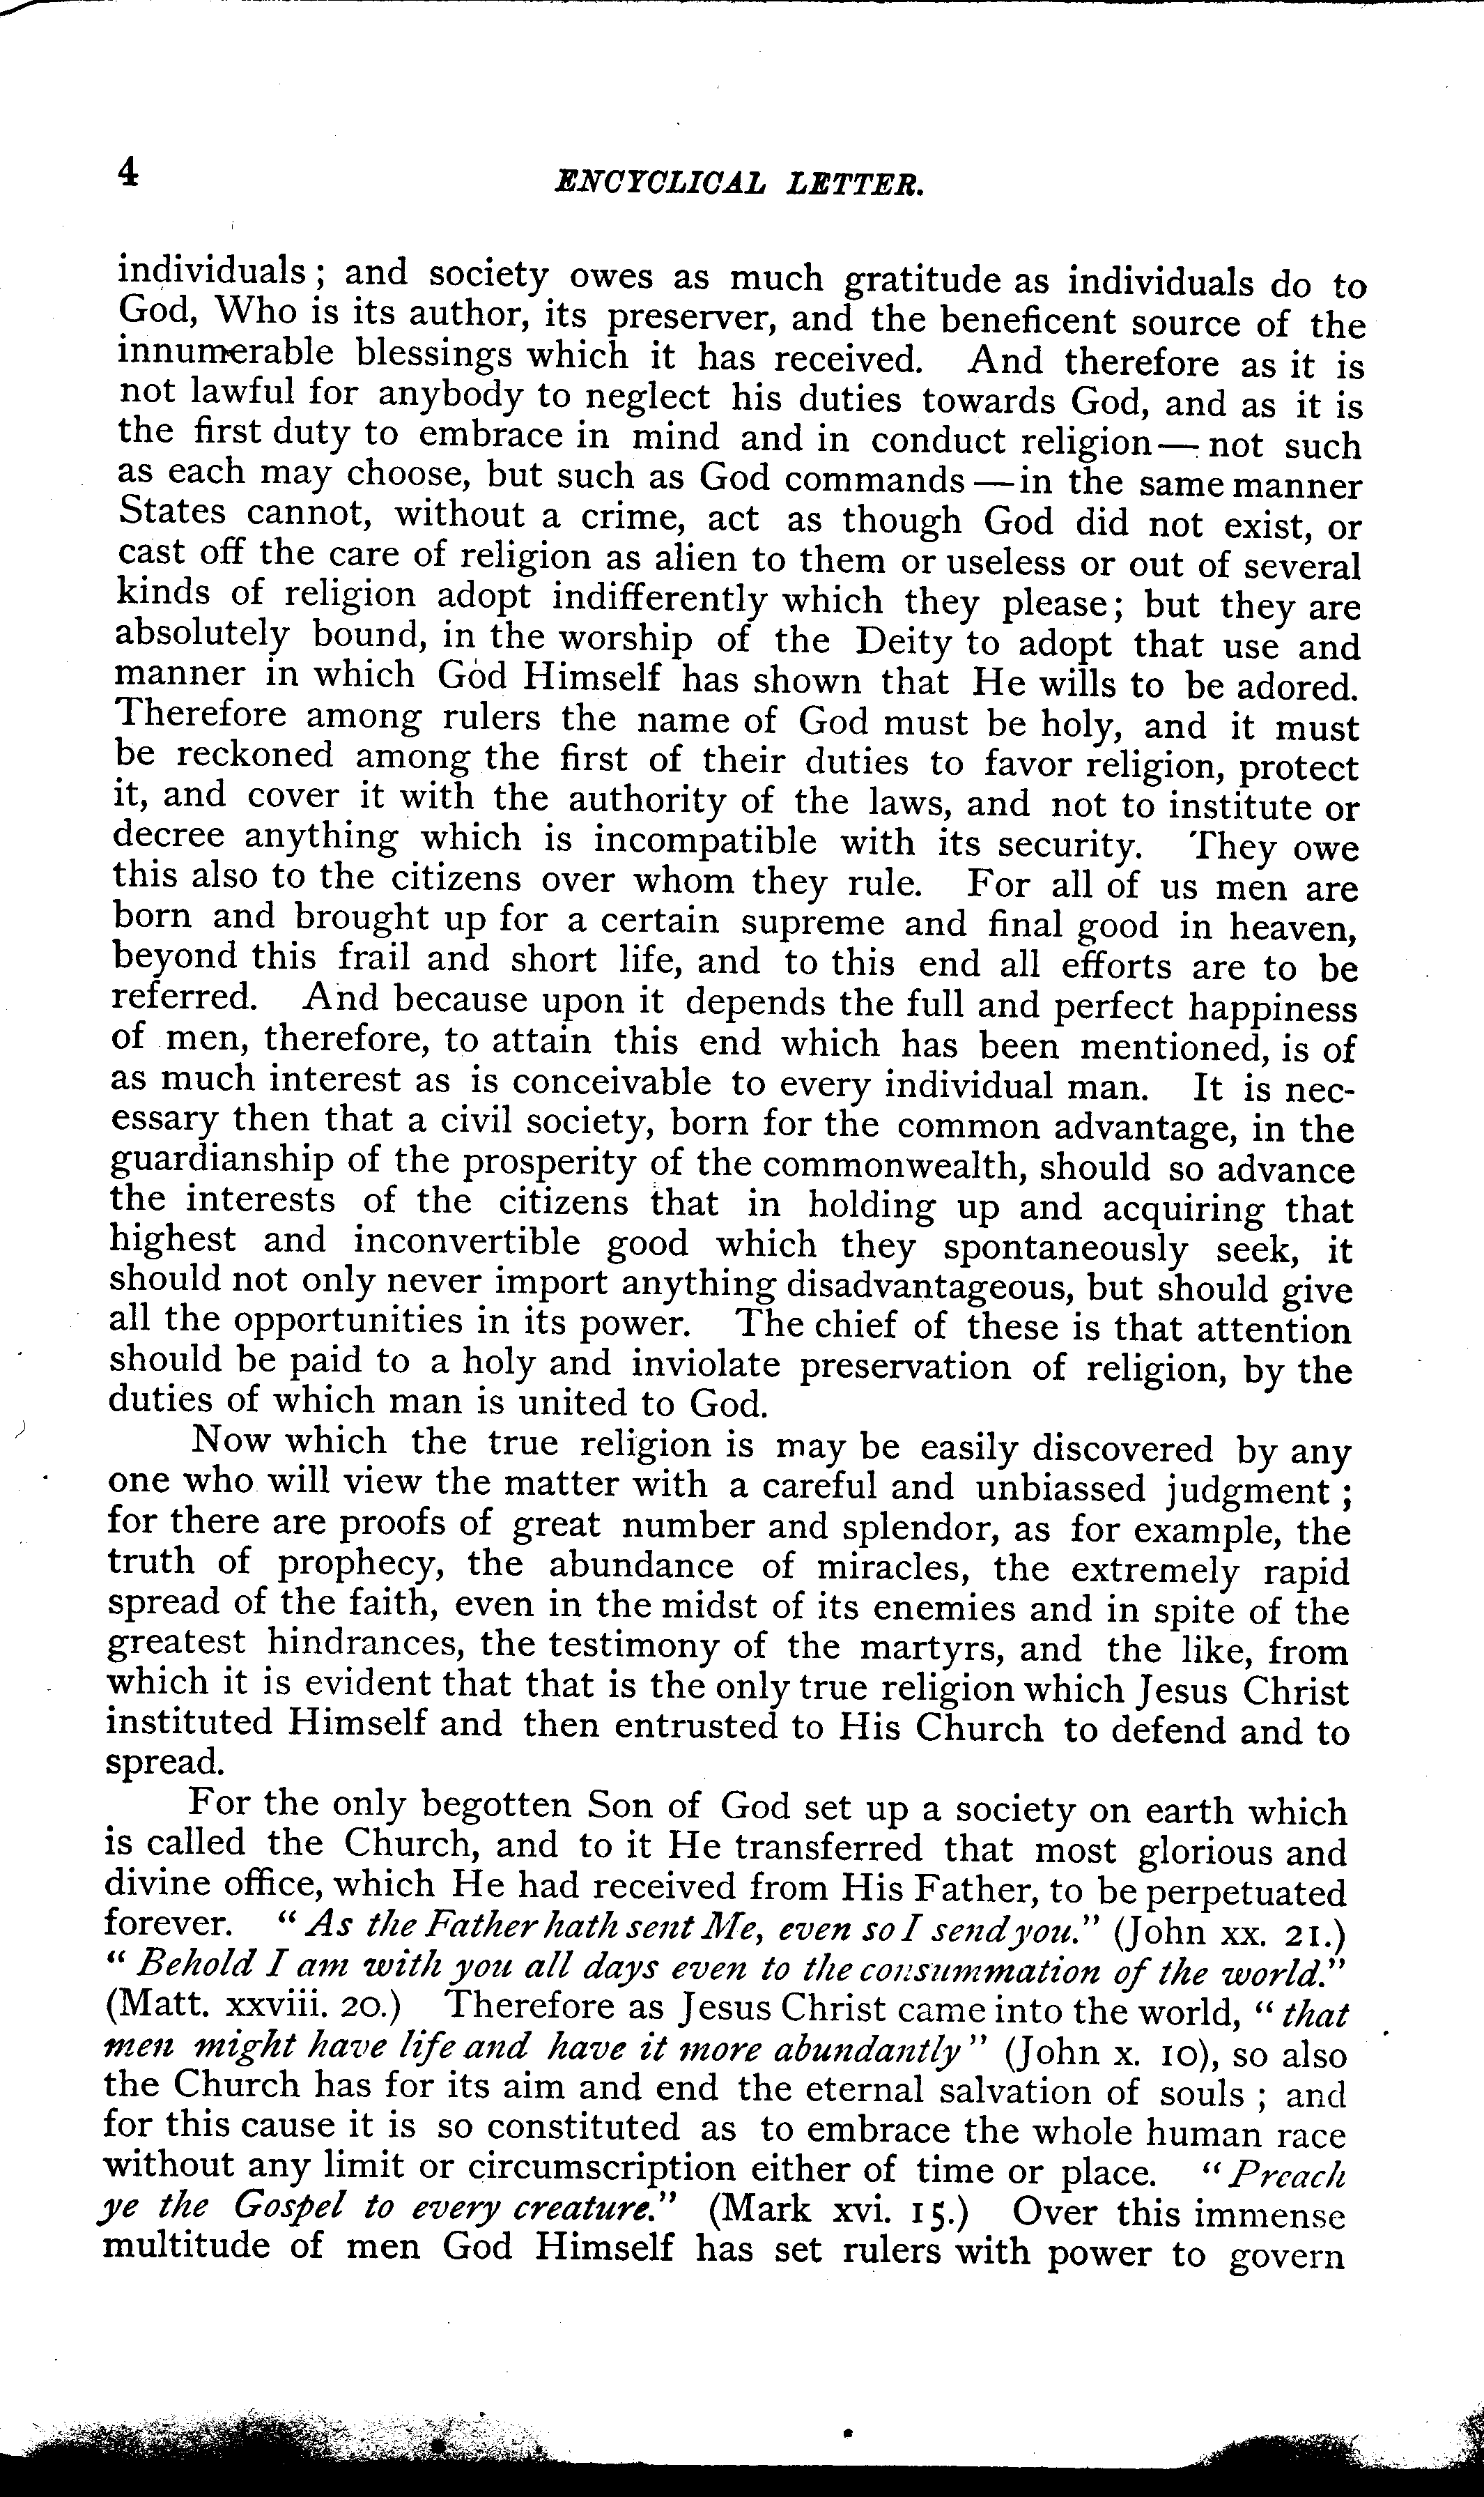 4
ENCYCLICAL LETTER.
individuals; and society owes as much gratitude as individuals do to
God, Who is its author, its preserver, and the beneficent source of the
innumerable blessings which it has received. And therefore as it is
not lawful for anybody to neglect his duties towards God, and as it is
the first duty to embrace in mind and in conduct religion—not such
as each may choose, but such as God commands—in the same manner
States cannot, without a crime, act as though God did not exist, or
cast off the care of religion as alien to them or useless or out of several
kinds of religion adopt indifferently which they please; but they are
absolutely bound, in the worship of the Deity to adopt that use and
manner in which God Himself has shown that He wills to be adored.
Therefore among rulers the name of God must be holy, and it must
be reckoned among the first of their duties to favor religion, protect
it, and cover it with the authority of the laws, and not to institute or
decree anything which is incompatible with its security. They owe
this also to the citizens over whom they rule. For all of us men are
born and brought up for a certain supreme and final good in heaven,
beyond this frail and short life, and to this end all efforts are to be
referred. And because upon it depends the full and perfect happiness
of men, therefore, to attain this end which has been mentioned, is of
as much interest as is conceivable to every individual man. It is nec-
essary then that a civil society, born for the common advantage, in the
guardianship of the prosperity of the commonwealth, should so advance
the interests of the citizens that in holding up and acquiring that
highest and inconvertible good which they spontaneously seek, it
should not only never import anything disadvantageous, but should give
all the opportunities in its power. The chief of these is that attention
should be paid to a holy and inviolate preservation of religion, by the
duties of which man is united to God.
Now which the true religion is may be easily discovered by any
one who will view the matter with a careful and unbiassed judgment;
for there are proofs of great number and splendor, as for example, the
truth of prophecy, the abundance of miracles, the extremely rapid
spread of the faith, even in the midst of its enemies and in spite of the
greatest hindrances, the testimony of the martyrs, and the like, from
which it is evident that that is the only true religion which Jesus Christ
instituted Himself and then entrusted to His Church to defend and to
spread.
For the only begotten Son of God set up a society on earth which
is called the Church, and to it He transferred that most glorious and
divine office, which He had received from His Father, to be perpetuated
forever. "As the Father hath sent Me, even so I send you." (John xx. 21.)
"Behold I am with you all days even to the consummation of the world."
(Matt. xxviii. 20.) Therefore as Jesus Christ came into the world, "that
men might have life and have it more abundantly" (John x. 10), so also
the Church has for its aim and end the eternal salvation of souls; and
for this cause it is so constituted as to embrace the whole human race
without any limit or circumscription either of time or place. "Preach
ye the Gospel to every creature." (Mark xvi. 15.) Over this immense
multitude of men God Himself has set rulers with power to govern